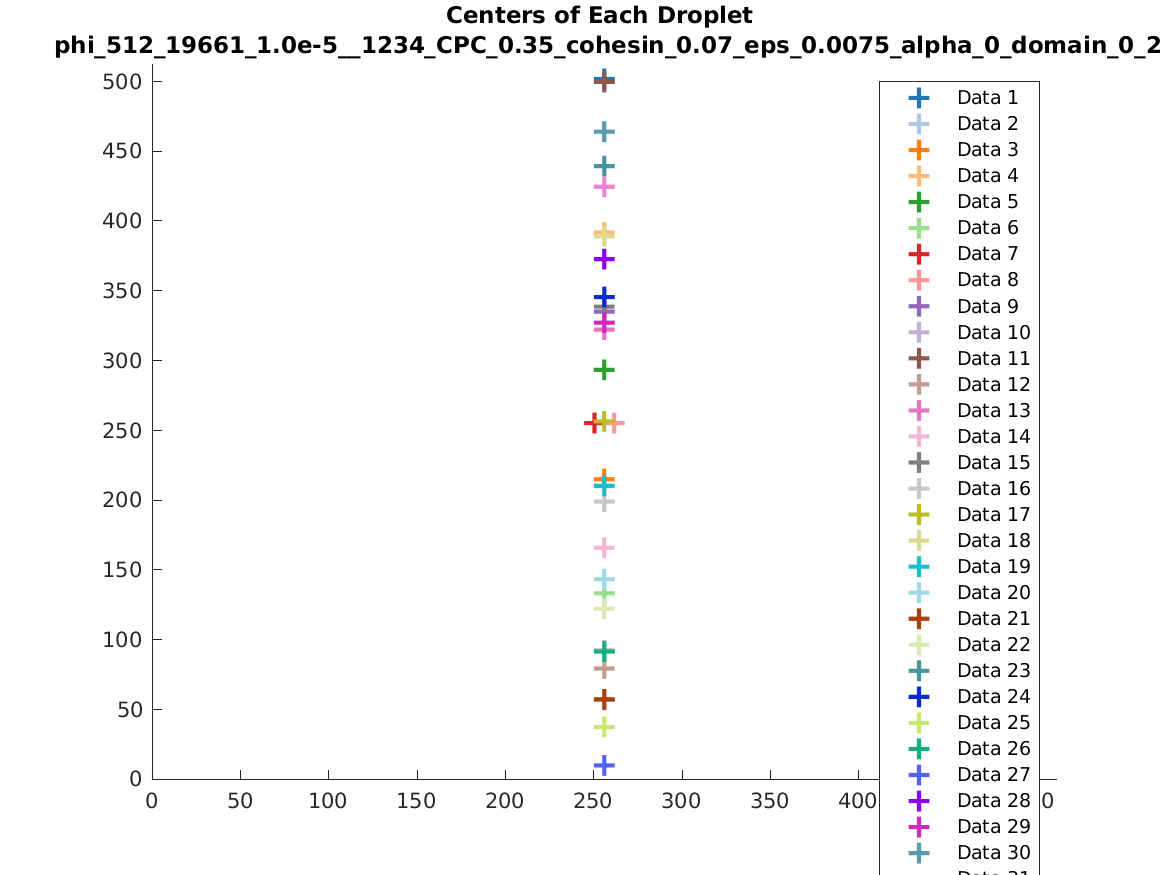 Centers of Each Droplet
phi_512_19661_1.0e-5__1234_CPC_0.35_cohesin_0.07_eps_0.0075_alpha_0_domain_0_2
500
450
400
350
300
250
200
150
100
50
0
0 50 100 150 200 250 300 350 400
Data 1
Data 2
Data 3
Data 4
Data 5
Data 6
Data 7
Data 8
Data 9
Data 10
Data 11
Data 12
Data 13
Data 14
Data 15
Data 16
Data 17
Data 18
Data 19
Data 20
Data 21
Data 22
Data 23
Data 24
Data 25
Data 26
Data 27
Data 28
Data 29
Data 30